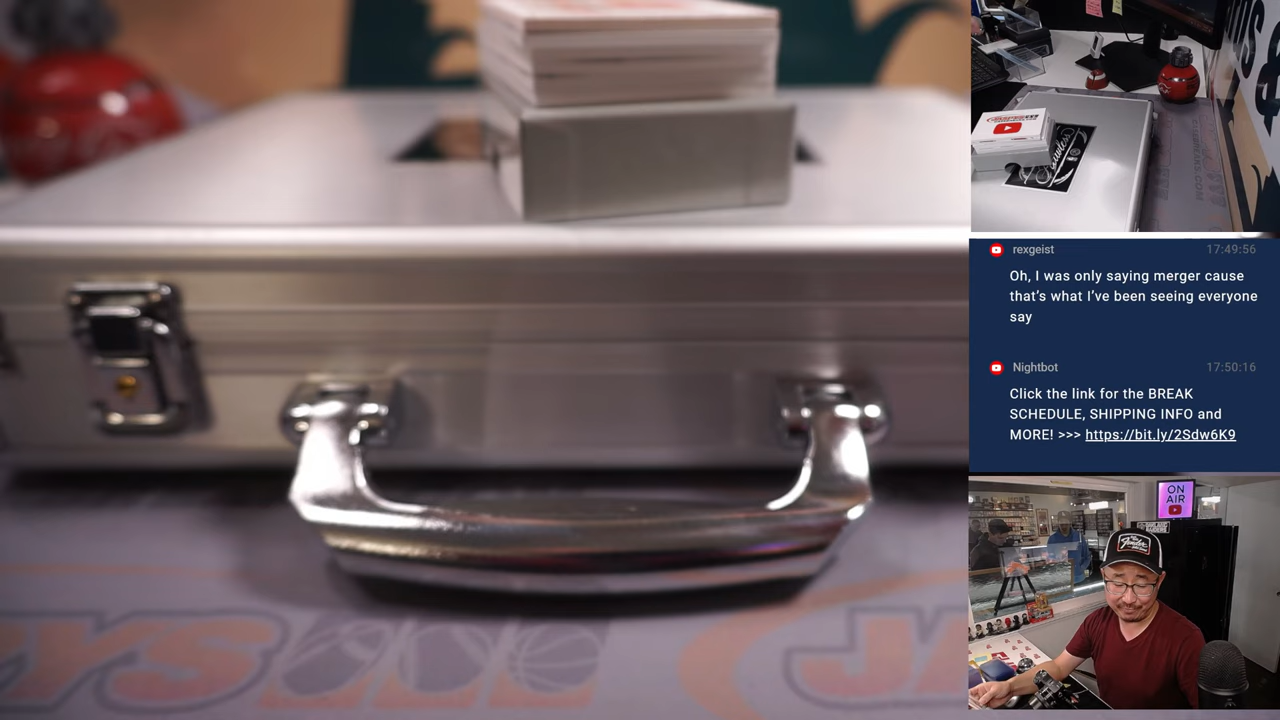 rexgeist 17:49:56
Oh, I was only saying merger cause
that's what I've been seeing everyone
say
Nightbot 17:50:16
Click the link for the BREAK
SCHEDULE, SHIPPING INFO and
MORE! >>> https://bit.ly/2Sdw6K9
ON
AIR
Fender